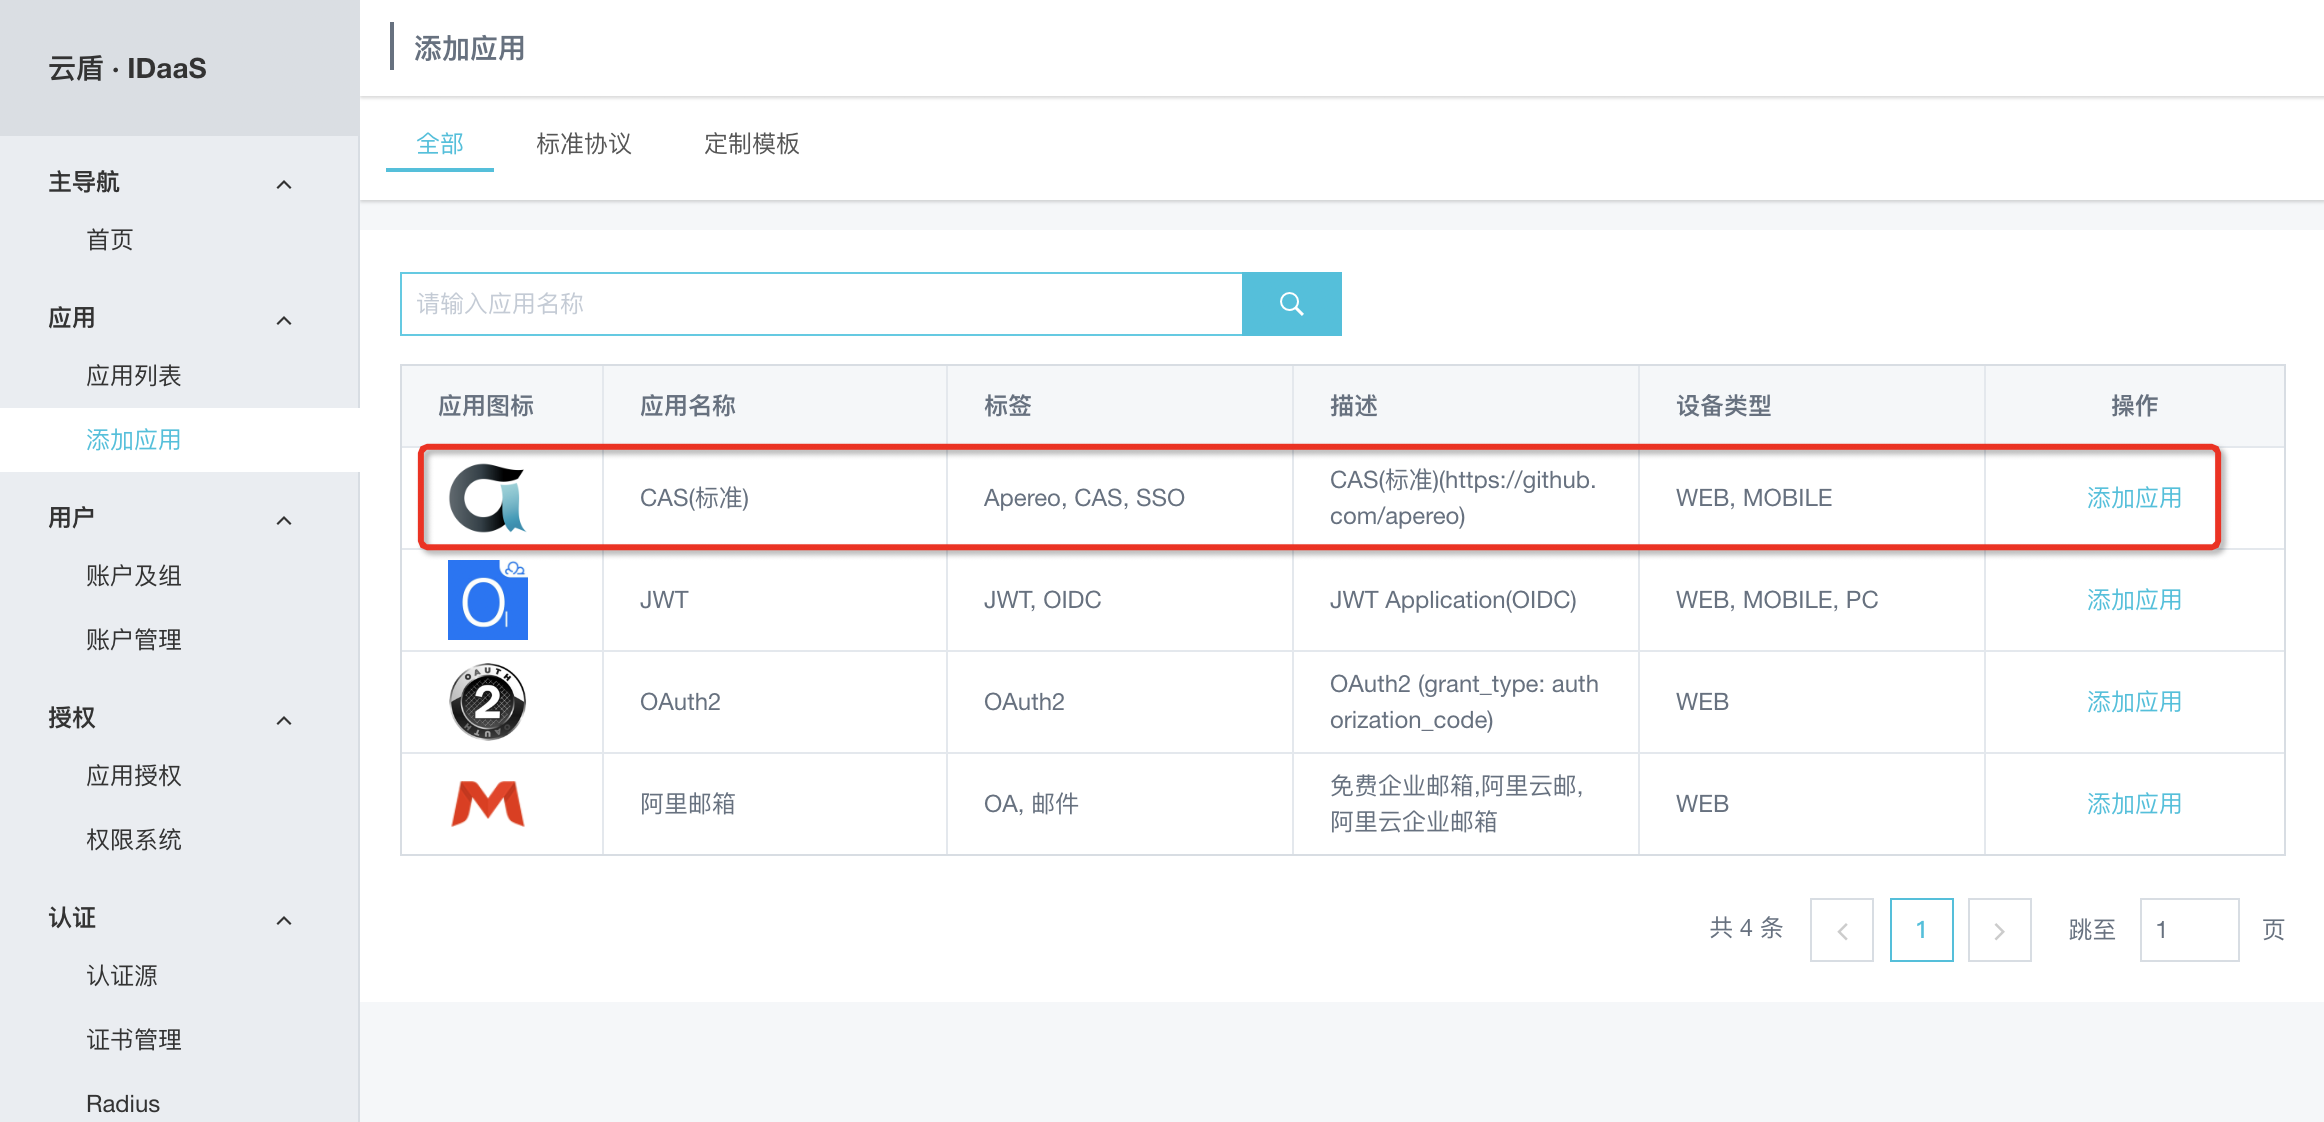 云盾 · IDaaS
主导航
首页
应用
应用列表
添加应用
用户
账户及组
账户管理
授权
应用授权
权限系统
认证
认证源
证书管理
Radius
添加应用
全部 标准协议 定制模板
请输入应用名称
应用图标 应用名称 标签 描述 设备类型 操作
CAS(标准) Apereo, CAS, SSO CAS(标准)(https://github.
com/apereo) WEB, MOBILE 添加应用
JWT JWT, OIDC JWT Application(OIDC) WEB, MOBILE, PC 添加应用
OAUTH
2
OAUTH
OAuth2 OAuth2 OAuth2 (grant_type: auth
orization_code) WEB 添加应用
阿里邮箱 OA, 邮件 免费企业邮箱,阿里云邮,
阿里云企业邮箱 WEB 添加应用
共 4 条 1 跳至 1 页